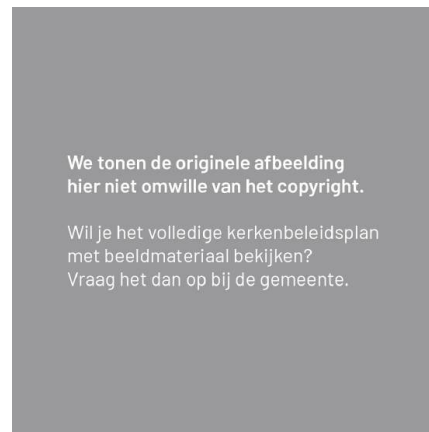 We tonen de originele afbeelding
hier niet omwille van het copyright.
Wil je het volledige kerkenbeleidsplan
met beeldmateriaal bekijken?
Vraag het dan op bij de gemeente.